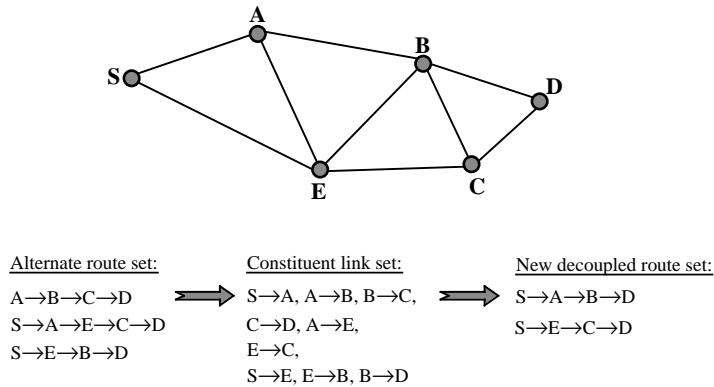 A
B
S
D
E
C
Alternate route set:
A→B→C→D
S→A→E→C→D
S→E→B→D
Constituent link set:
S→A, A→B, B→C,
C→D, A→E,
E→C,
S→E, E→B, B→D
New decoupled route set:
S→A→B→D
S→E→C→D